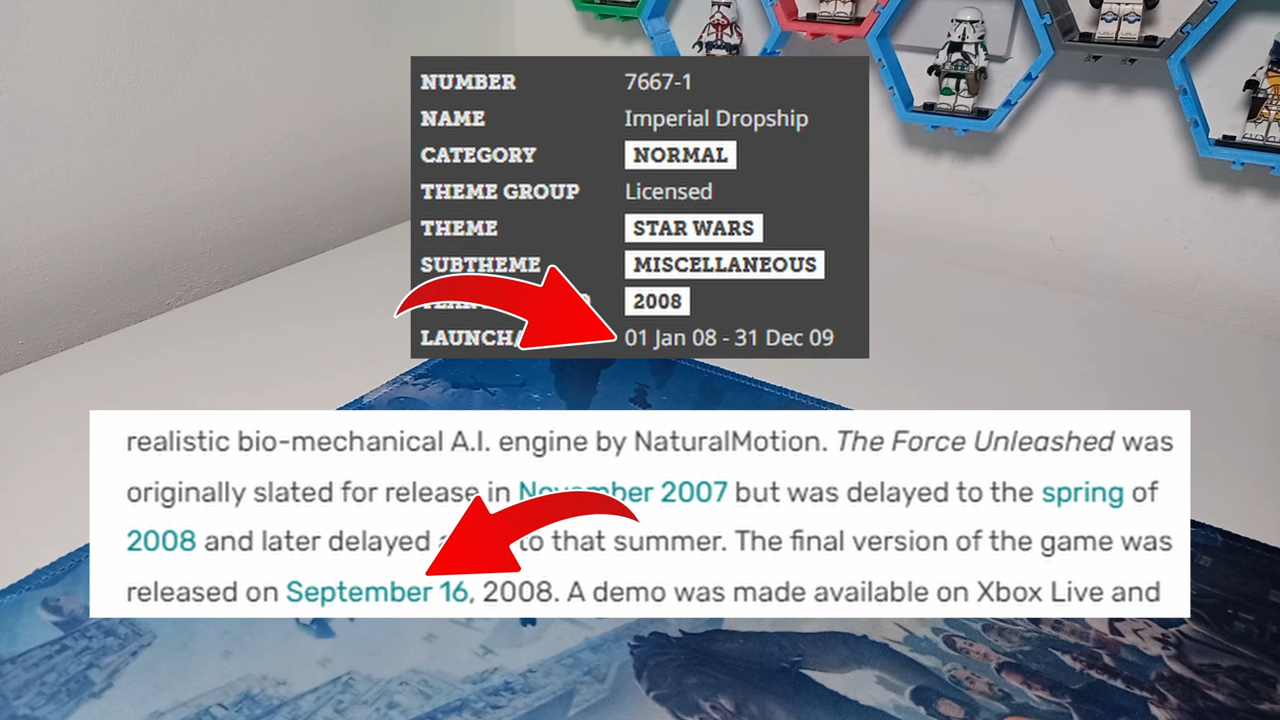 NUMBER 7667-1
NAME Imperial Dropship
CATEGORY NORMAL
THEME GROUP Licensed
THEME STAR WARS
SUBTHEME MISCELLANEOUS
2008
LAUNCH/ 01 Jan 08 - 31 Dec 09
realistic bio-mechanical A.I. engine by NaturalMotion. The Force Unleashed was
originally slated for release in November 2007 but was delayed to the spring of
2008 and later delayed to that summer. The final version of the game was
released on September 16, 2008. A demo was made available on Xbox Live and